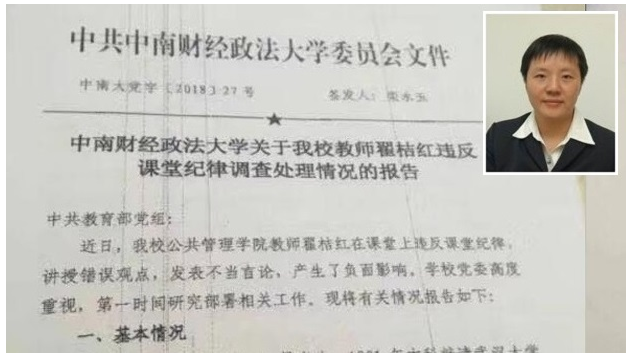 中共中南财经政法大学委员会文件
中南大党字〔2018〕27号 签发人：栾永玉
中南财经政法大学关于我校教师翟桔红违反
课堂纪律调查处理情况的报告
中共教育部党组：
近日，我校公共管理学院教师翟桔红在课堂上违反课堂纪律，
讲授错误观点，发表不当言论，产生了负面影响。学校党委高度
重视，第一时间研究部署相关工作。现将有关情况报告如下：
一、基本情况